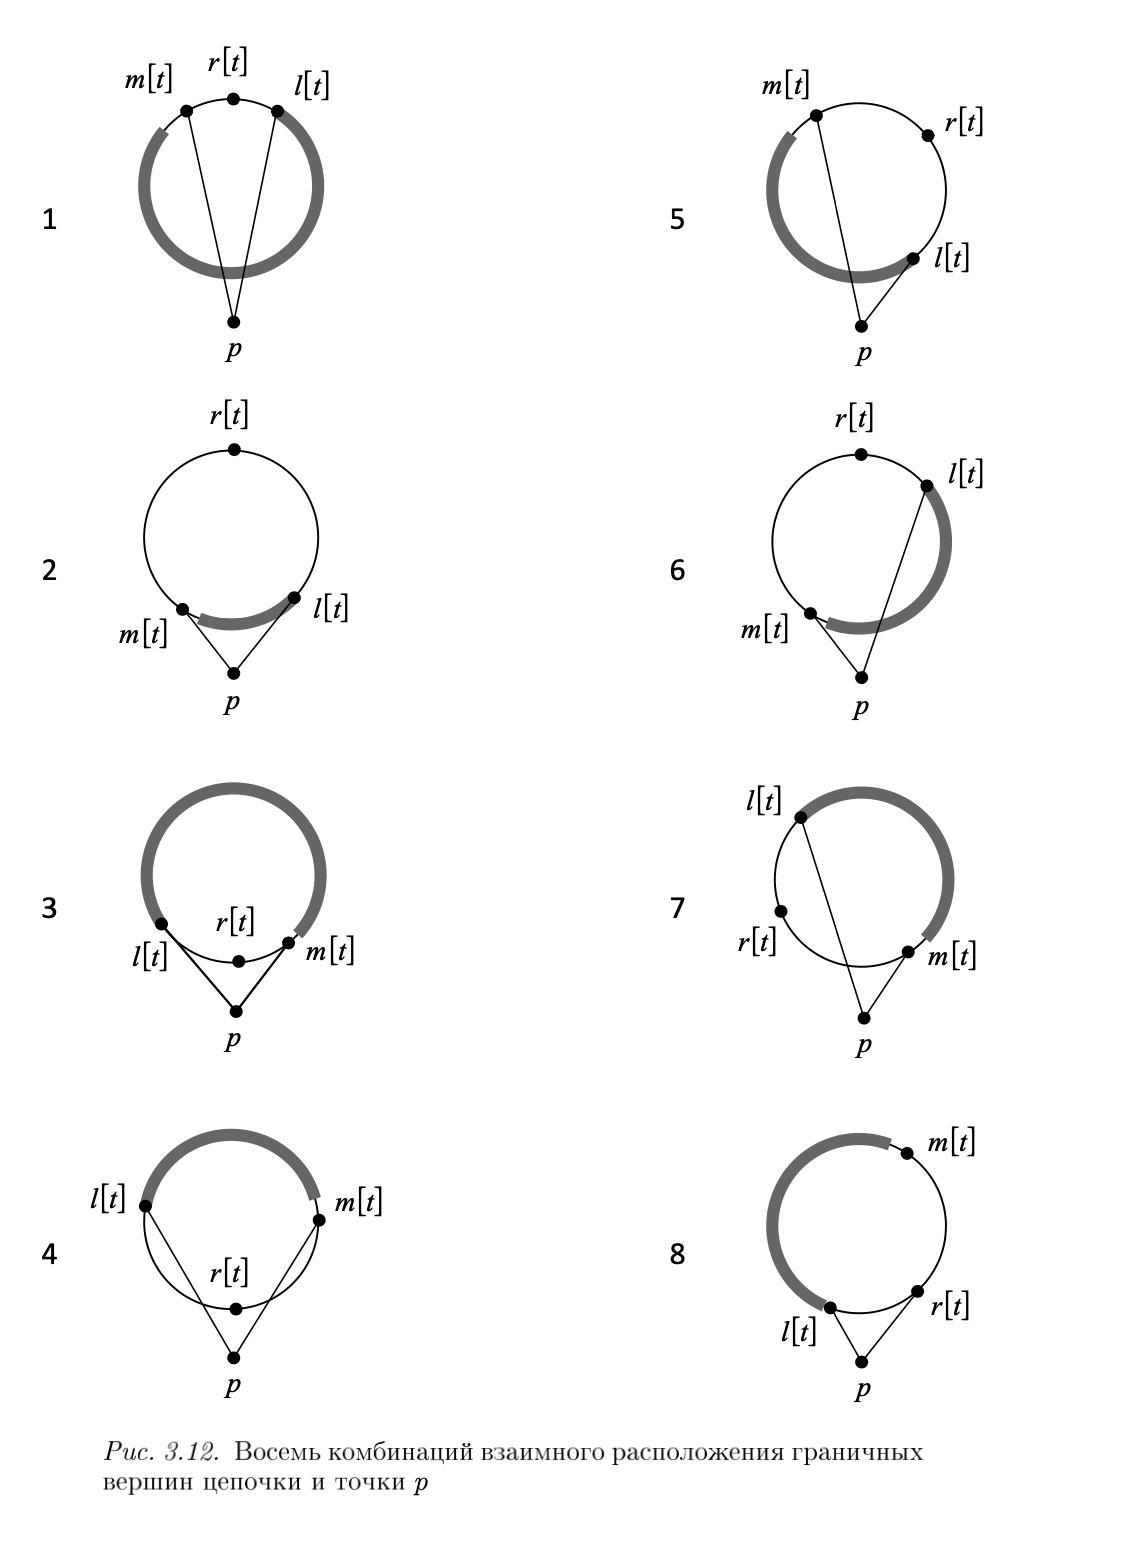 r[t]
m[t]
l[t]
1
p
m[t]
r[t]
5
l[t]
p
r[t]
2
l[t]
m[t]
p
r[t]
l[t]
6
m[t]
p
3
r[t]
l[t]
m[t]
p
l[t]
7
r[t]
m[t]
p
l[t]
m[t]
4
r[t]
p
m[t]
8
r[t]
l[t]
p
Рис. 3.12. Восемь комбинаций взаимного расположения граничных
вершин цепочки и точки p